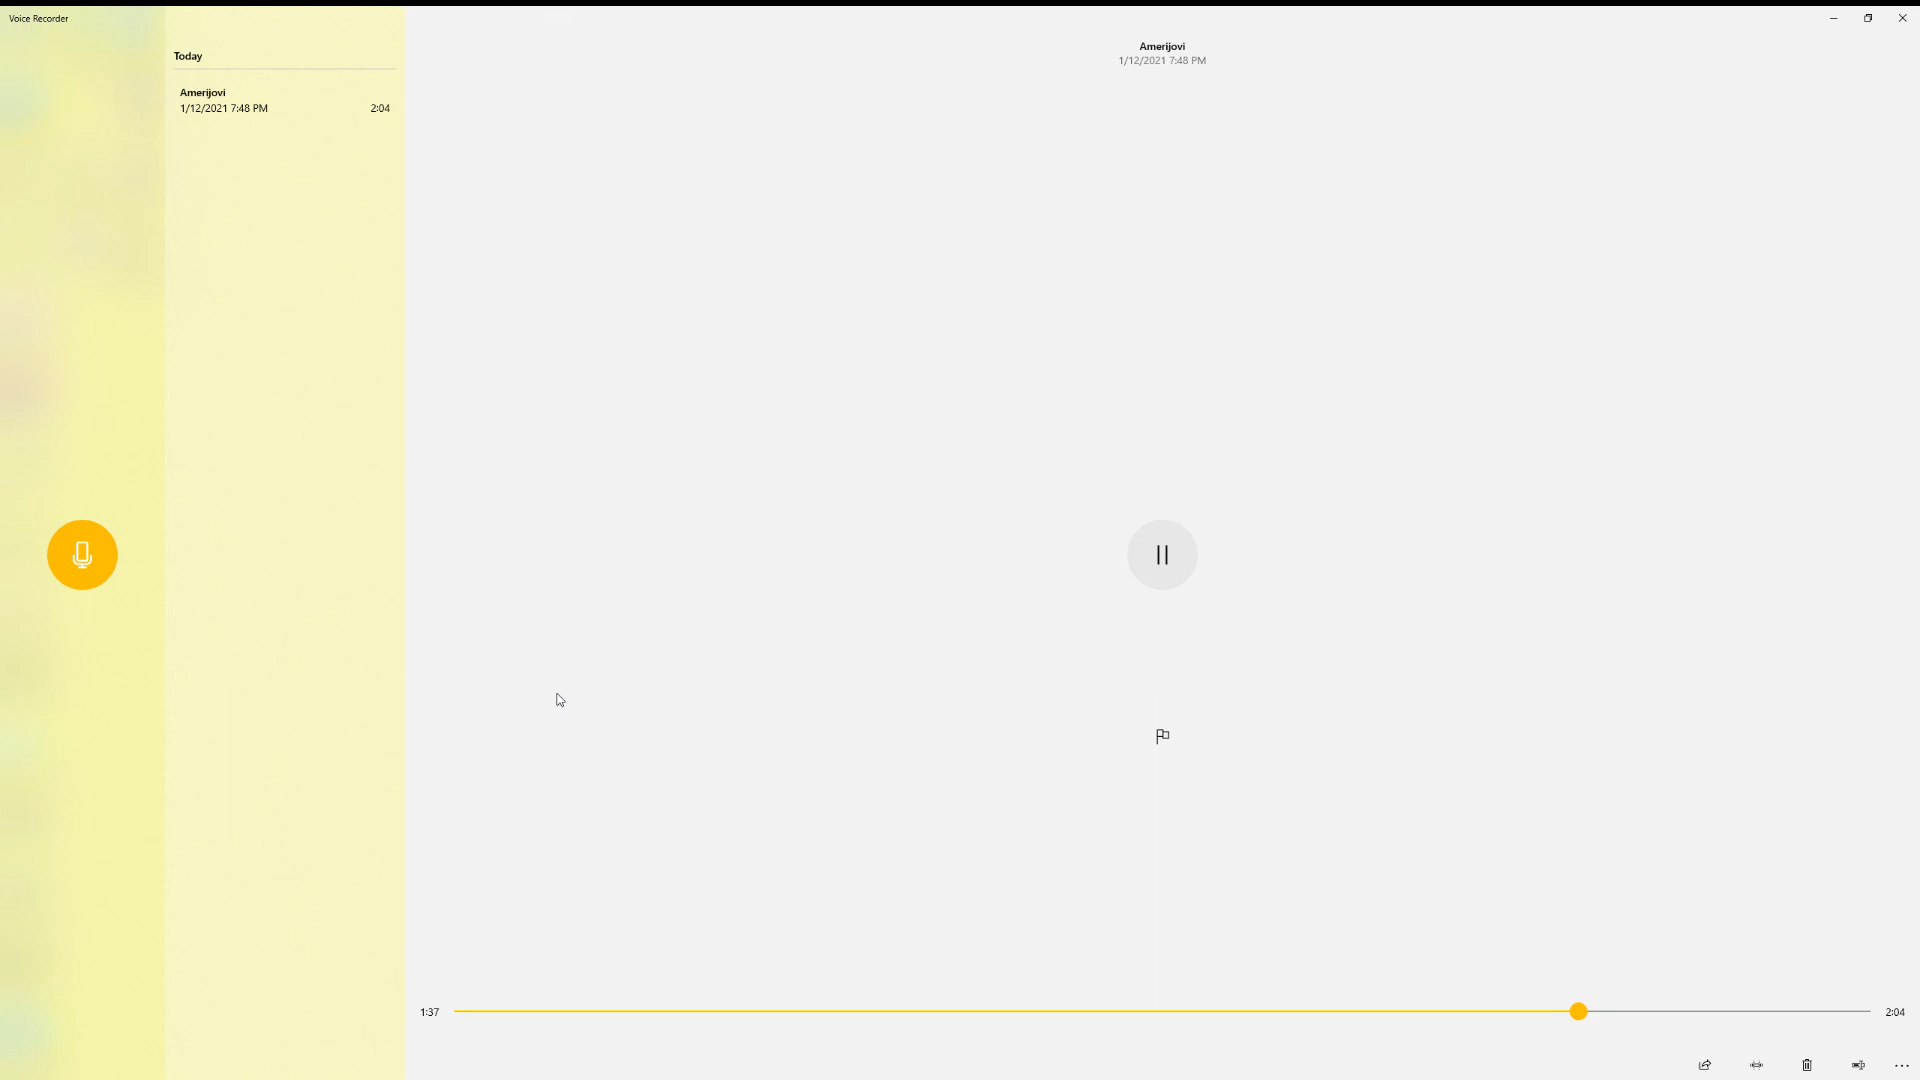 Voice Recorder
Today
Amerijovi
1/12/2021 7:48 PM 2:04
Amerijovi
1/12/2021 7:48 PM
1:37 2:04